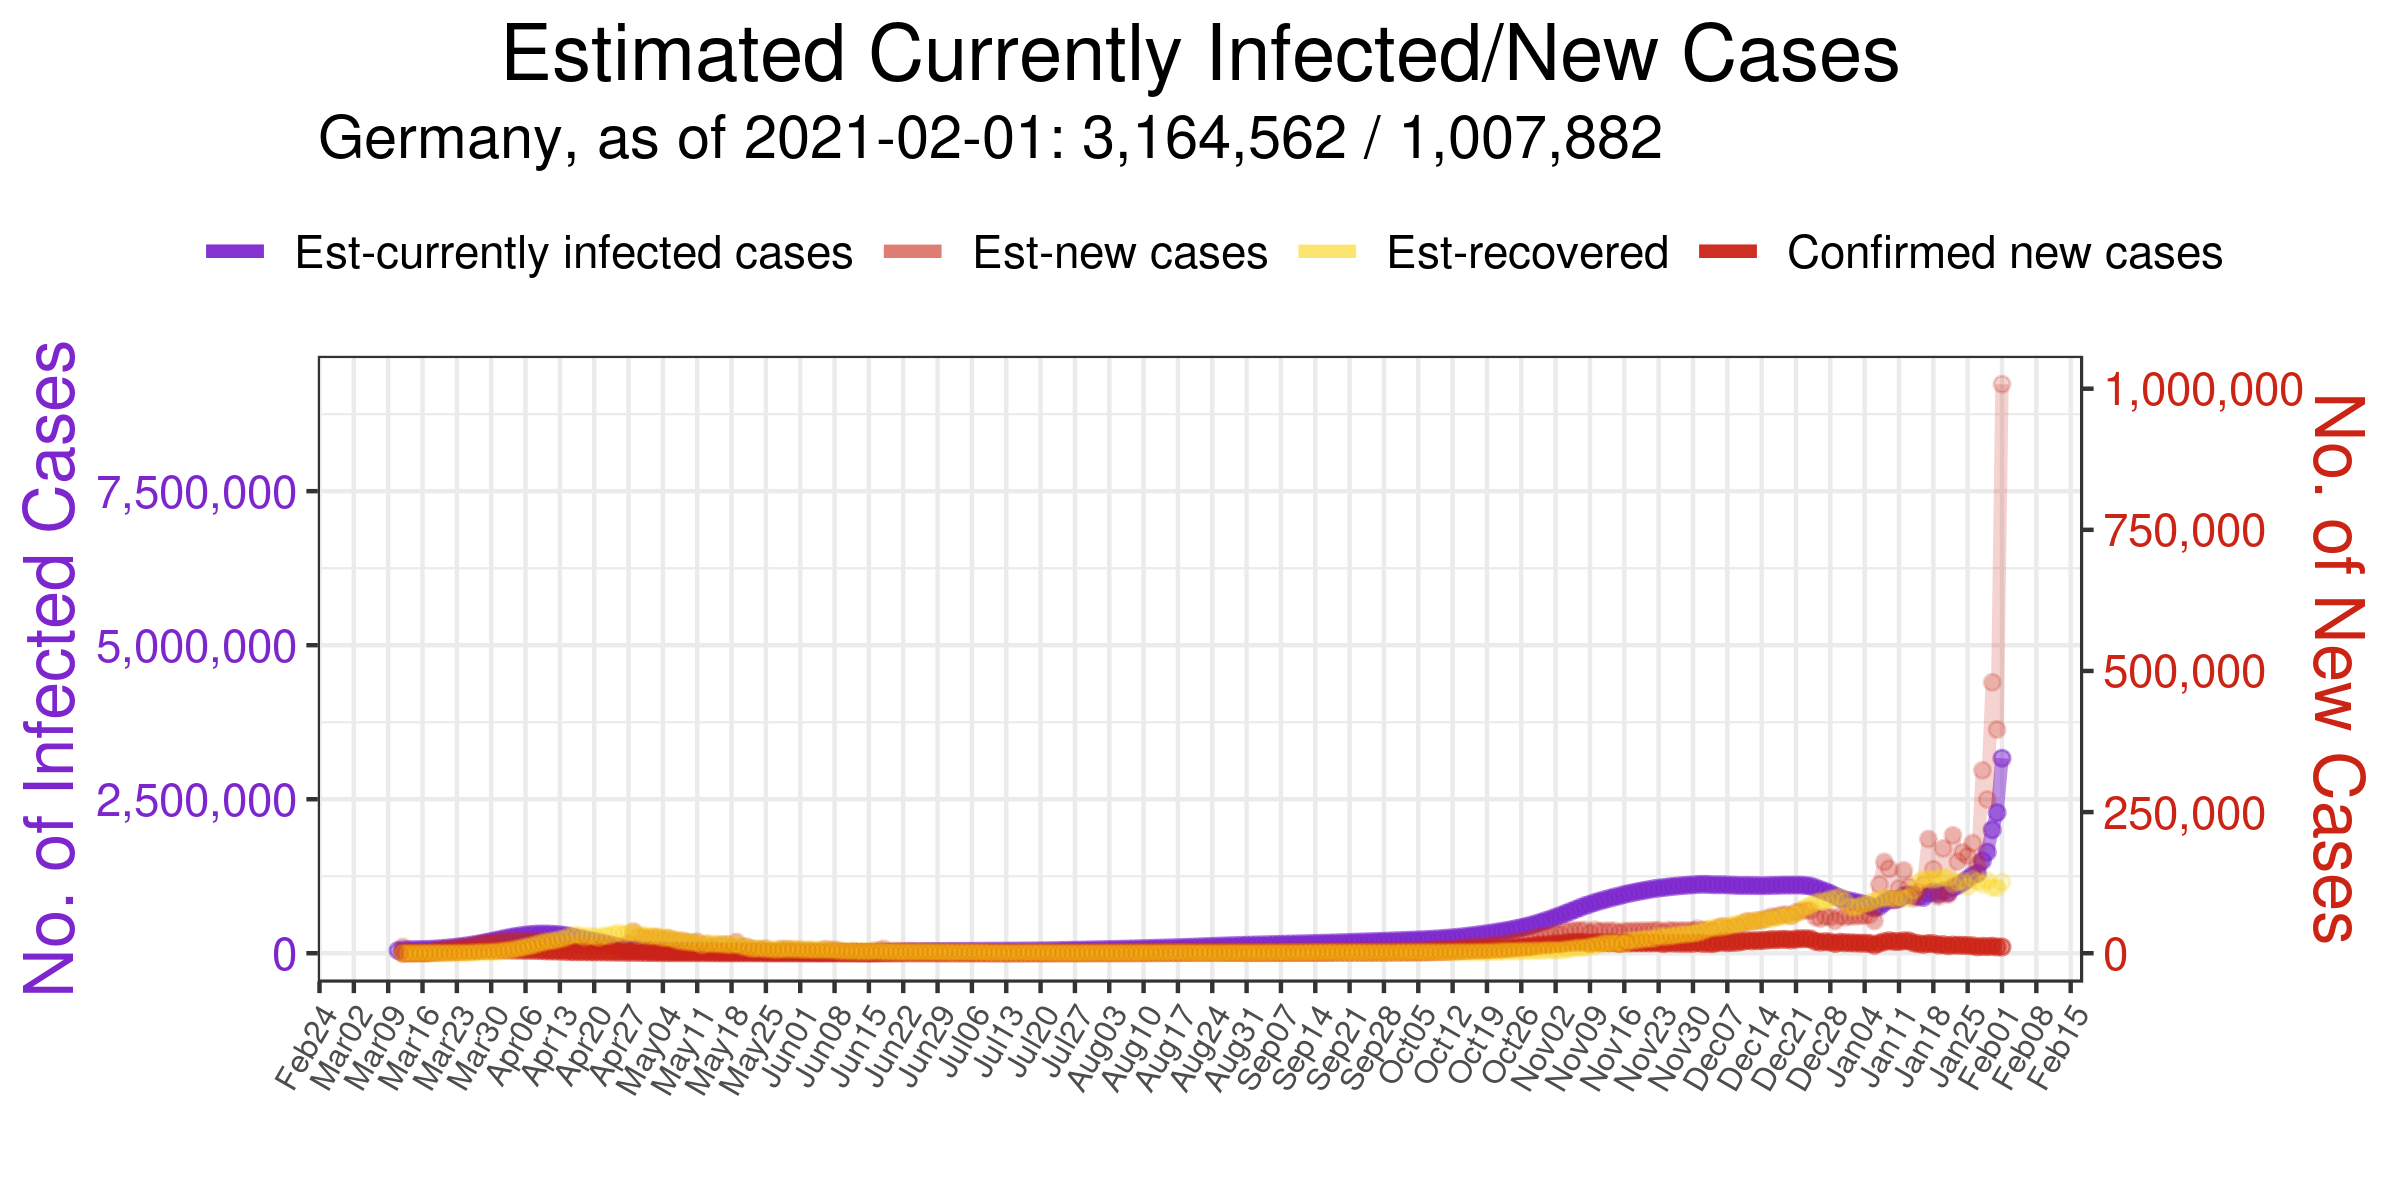 Estimated Currently Infected/New Cases
Germany, as of 2021-02-01: 3,164,562 / 1,007,882
Est-currently infected cases Est-new cases Est-recovered Confirmed new cases
No. of Infected Cases
7,500,000
5,000,000
2,500,000
0
1,000,000
750,000
500,000
250,000
0
No. of New Cases
Feb24 Mar02 Mar09 Mar16 Mar23 Mar30 Apr06 Apr13 Apr20 Apr27 May04 May11 May18 May25 Jun01 Jun08 Jun15 Jun22 Jun29 Jul06 Jul13 Jul20 Jul27 Aug03 Aug10 Aug17 Aug24 Aug31 Sep07 Sep14 Sep21 Sep28 Oct05 Oct12 Oct19 Oct26 Nov02 Nov09 Nov16 Nov23 Nov30 Dec07 Dec14 Dec21 Dec28 Jan04 Jan11 Jan18 Jan25 Feb01 Feb08 Feb15